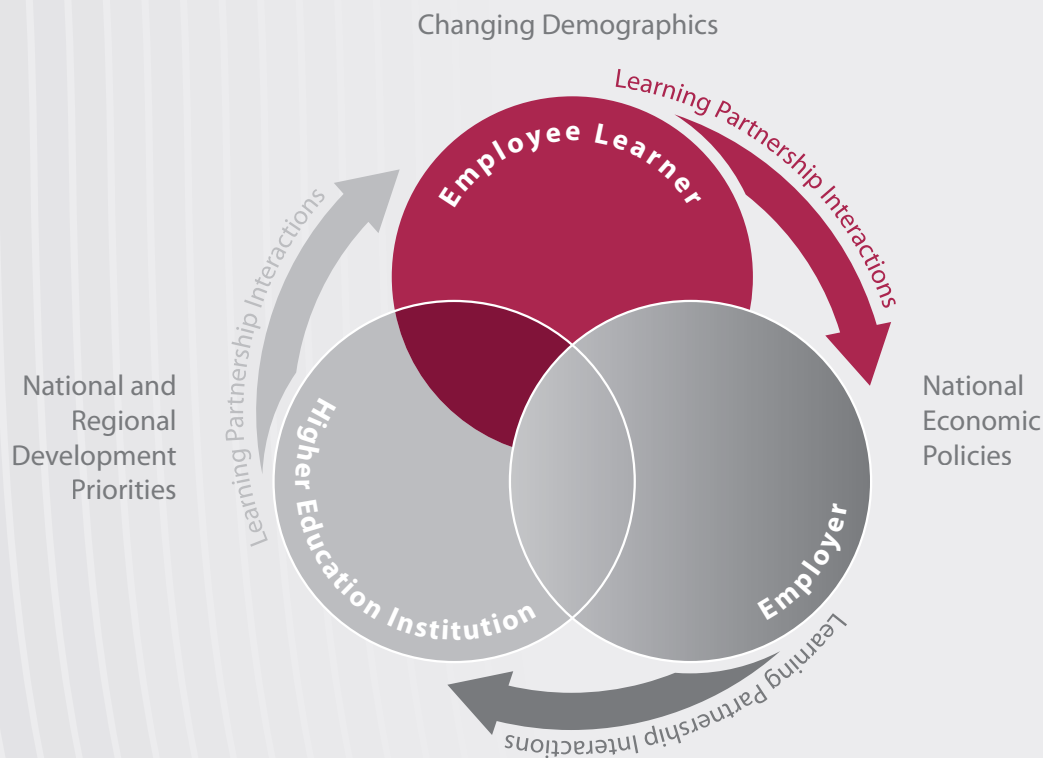 Changing Demographics
Learning Partnership Interactions
Employee Learner
Learning Partnership Interactions
National and
Regional
Development
Priorities
National
Economic
Policies
Higher Education Institution
Employer
Learning Partnership Interactions